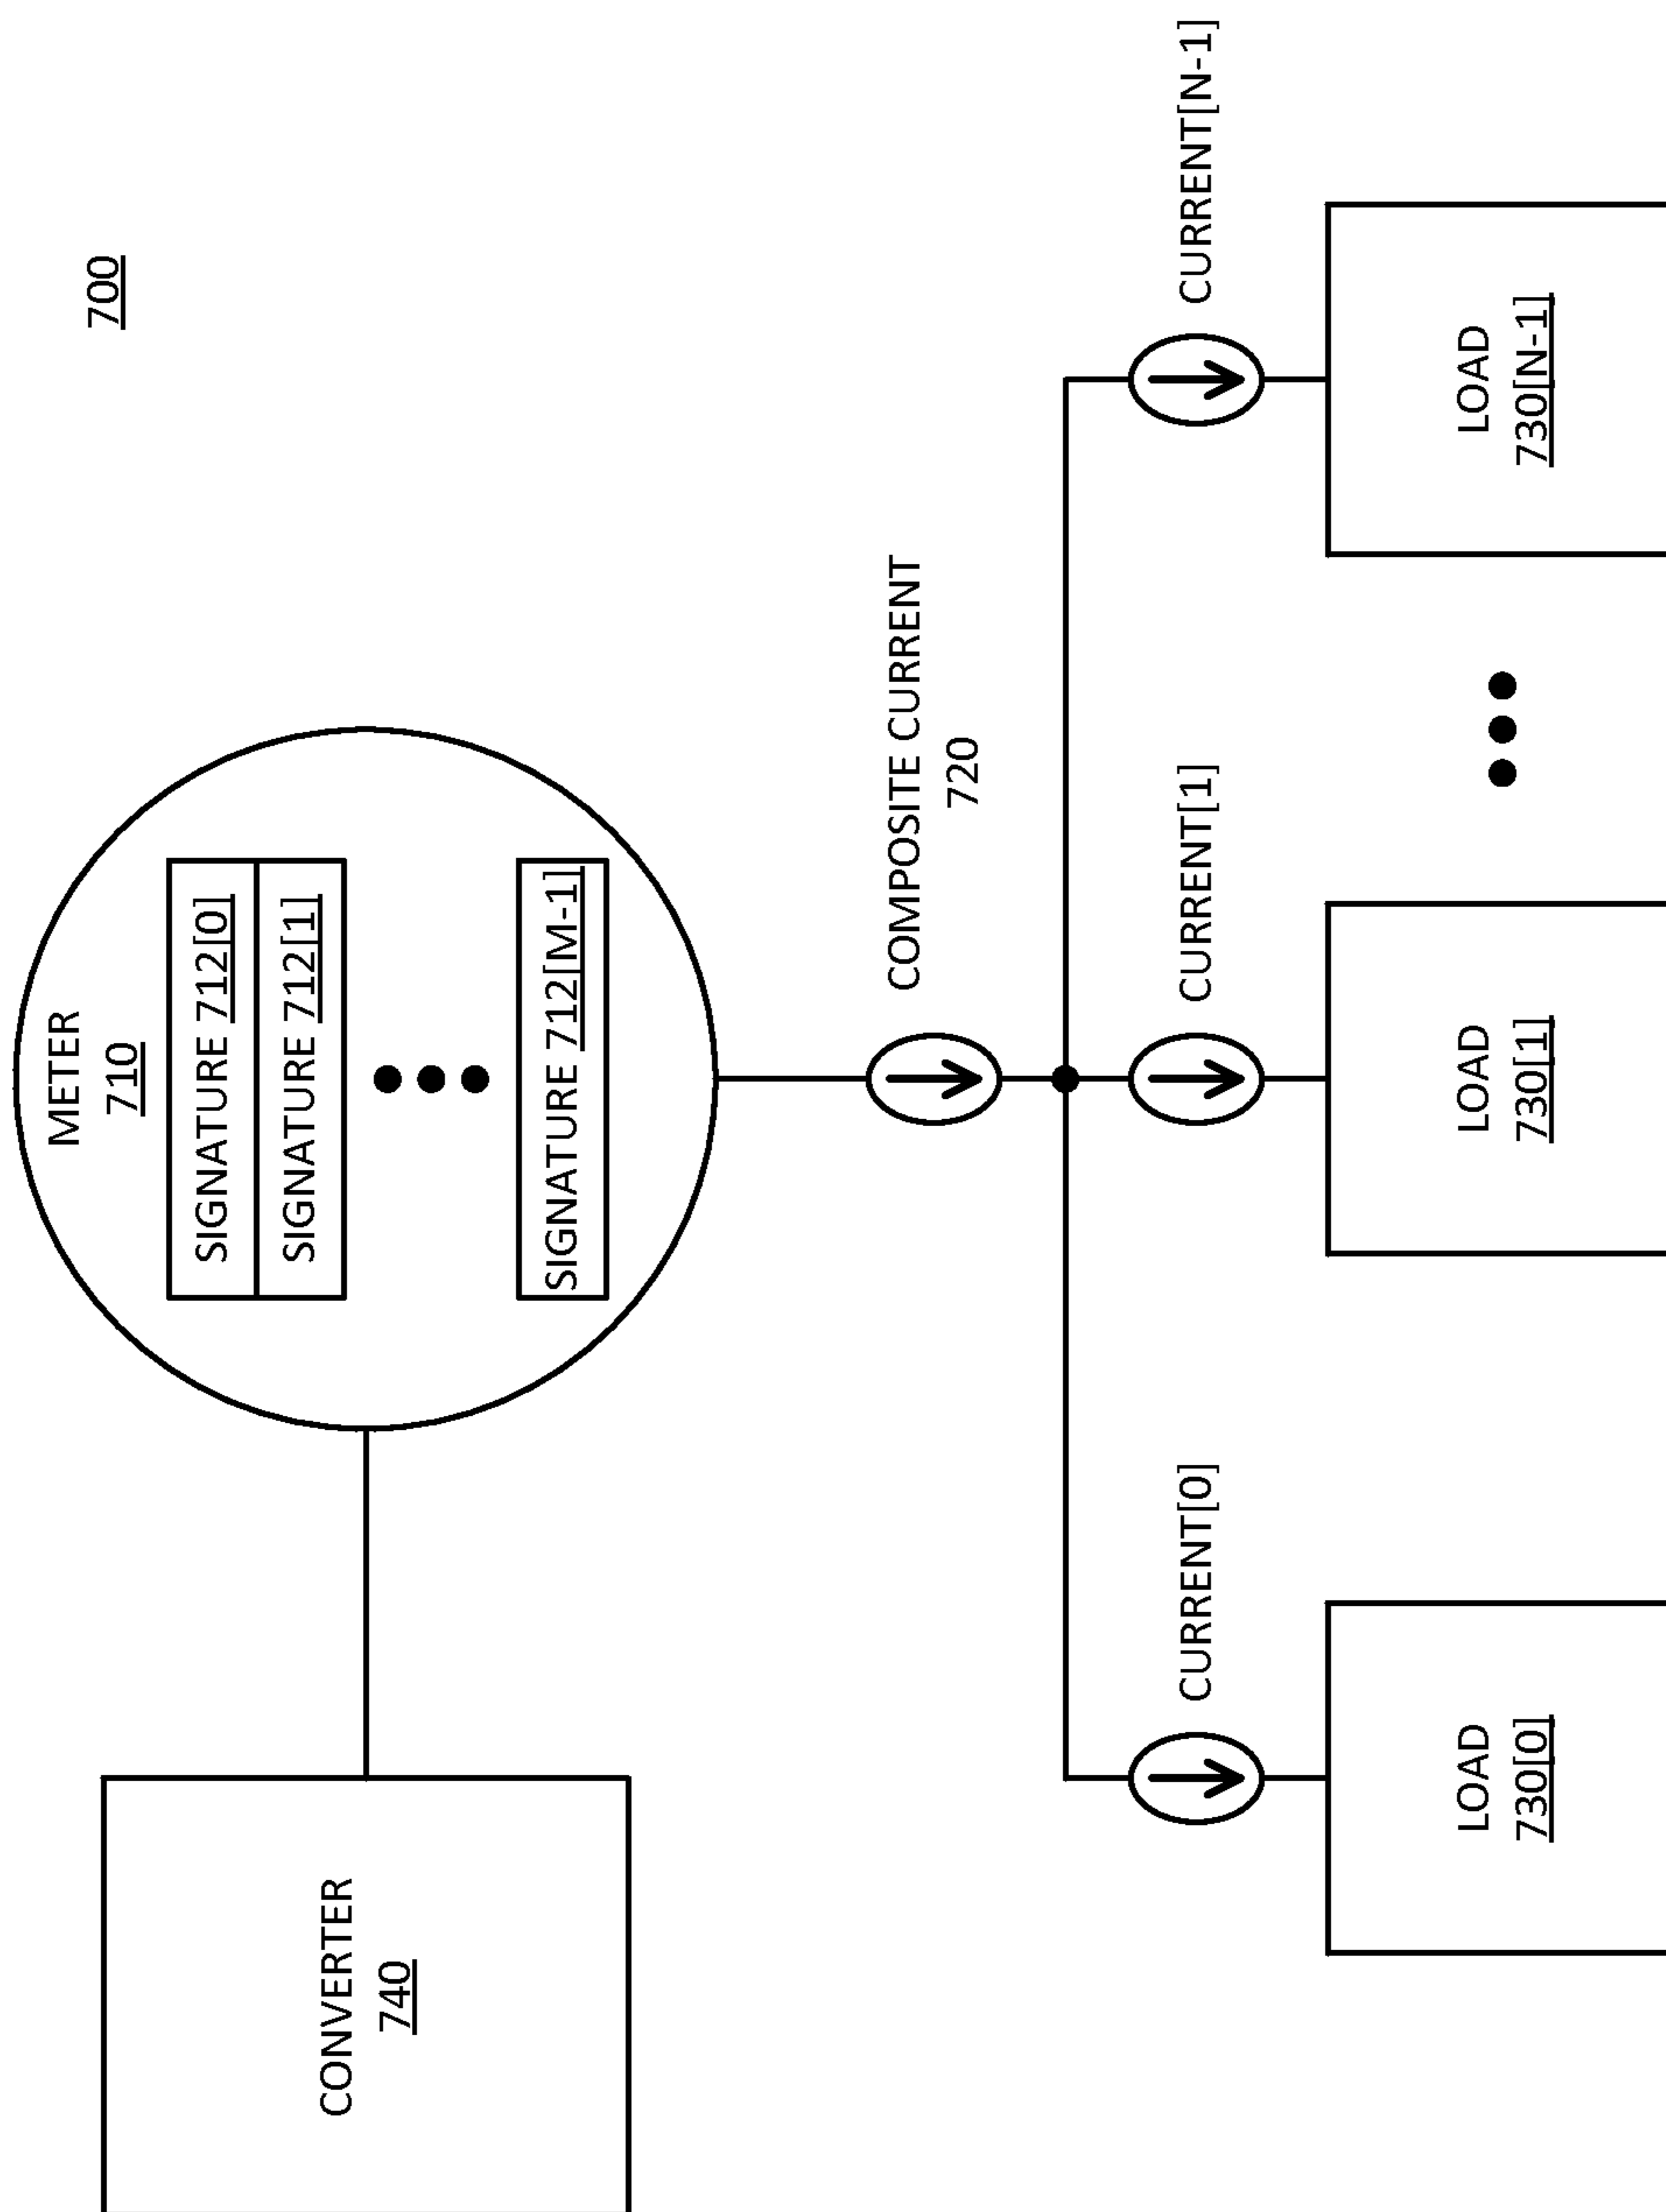 700
METER
710
SIGNATURE 712[0]
SIGNATURE 712[1]
SIGNATURE 712[M-1]
CONVERTER
740
COMPOSITE CURRENT
720
CURRENT[0]
CURRENT[1]
CURRENT[N-1]
LOAD
730[0]
LOAD
730[1]
LOAD
730[N-1]